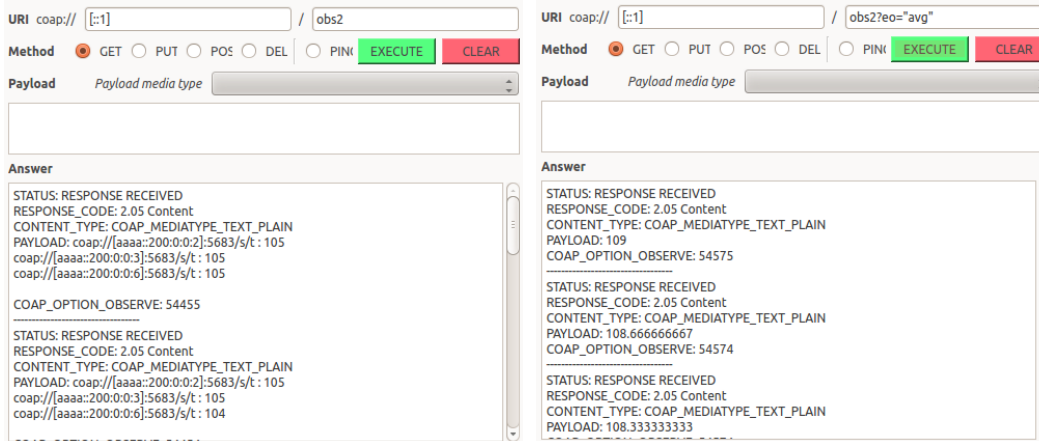 URI coap:// [::1] / obs2
Method GET PUT POS DEL PIN EXECUTE CLEAR
Payload Payload media type
Answer
STATUS: RESPONSE RECEIVED
RESPONSE_CODE: 2.05 Content
CONTENT_TYPE: COAP_MEDIATYPE_TEXT_PLAIN
PAYLOAD: coap://[aaaa::200:0:0:2]:5683/s/t : 105
coap://[aaaa::200:0:0:3]:5683/s/t : 105
coap://[aaaa::200:0:0:6]:5683/s/t : 105
COAP_OPTION_OBSERVE: 54455
----------------------------------
STATUS: RESPONSE RECEIVED
RESPONSE_CODE: 2.05 Content
CONTENT_TYPE: COAP_MEDIATYPE_TEXT_PLAIN
PAYLOAD: coap://[aaaa::200:0:0:2]:5683/s/t : 105
coap://[aaaa::200:0:0:3]:5683/s/t : 105
coap://[aaaa::200:0:0:6]:5683/s/t : 104
URI coap:// [::1] / obs2?eo="avg"
Method GET PUT POS DEL PIN EXECUTE CLEAR
Payload Payload media type
Answer
STATUS: RESPONSE RECEIVED
RESPONSE_CODE: 2.05 Content
CONTENT_TYPE: COAP_MEDIATYPE_TEXT_PLAIN
PAYLOAD: 109
COAP_OPTION_OBSERVE: 54575
----------------------------------
STATUS: RESPONSE RECEIVED
RESPONSE_CODE: 2.05 Content
CONTENT_TYPE: COAP_MEDIATYPE_TEXT_PLAIN
PAYLOAD: 108.666666667
COAP_OPTION_OBSERVE: 54574
----------------------------------
STATUS: RESPONSE RECEIVED
RESPONSE_CODE: 2.05 Content
CONTENT_TYPE: COAP_MEDIATYPE_TEXT_PLAIN
PAYLOAD: 108.333333333